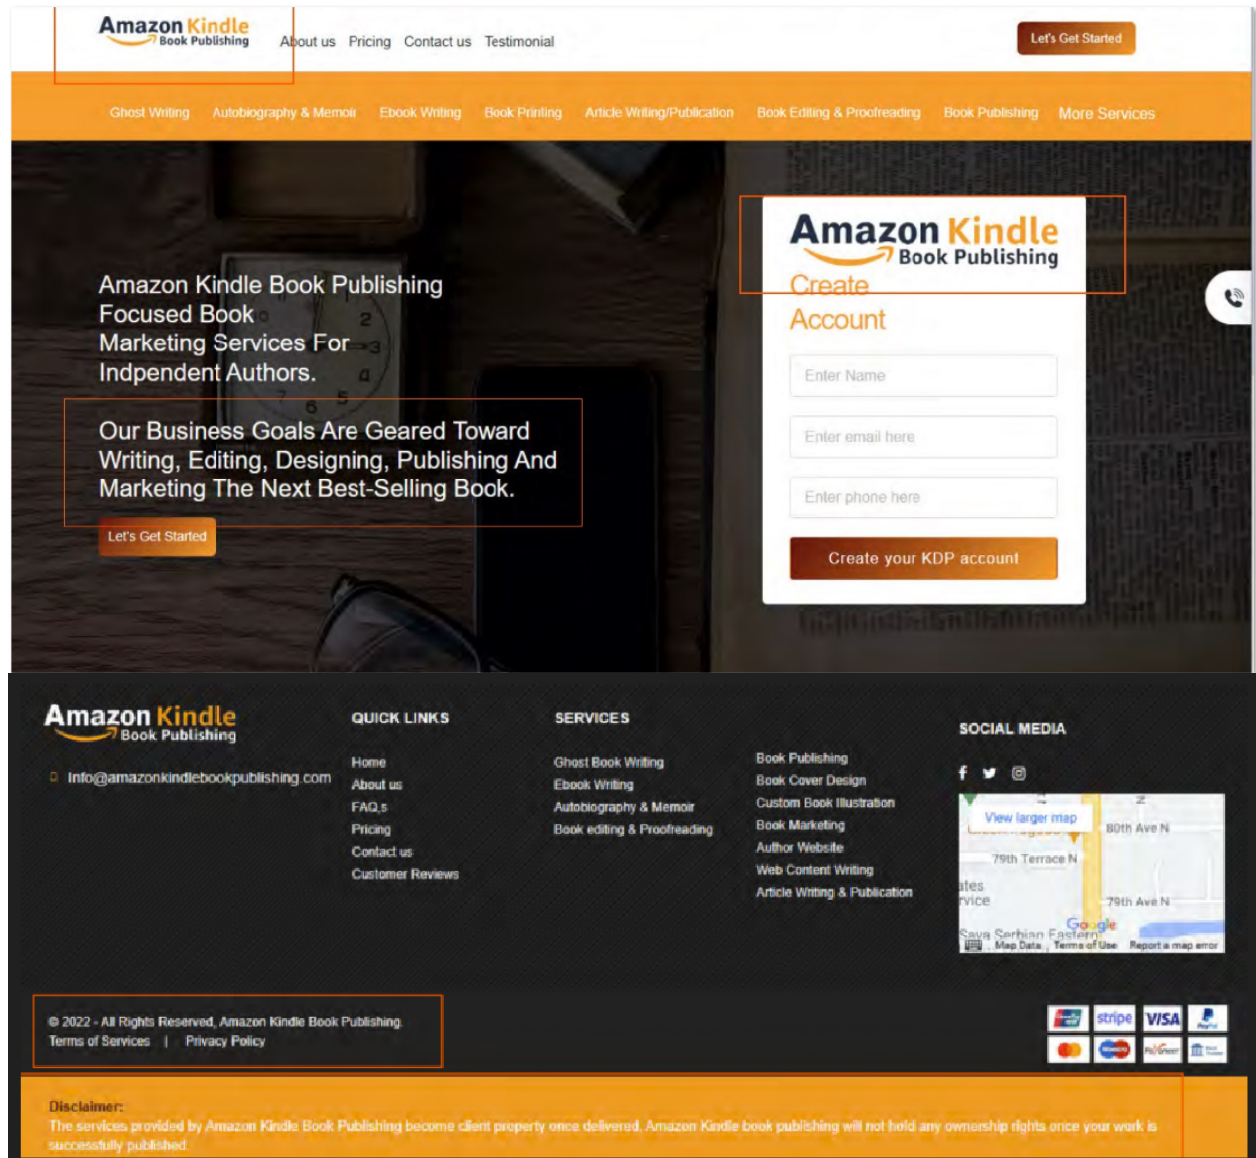 Amazon Kindle
Book Publishing
About us Pricing Contact us Testimonial
Let's Get Started
Ghost Writing Autobiography & Memoir Ebook Writing Book Printing Article Writing/Publication Book Editing & Proofreading Book Publishing More Services
Amazon Kindle Book Publishing
Focused Book
Marketing Services For
Indpendent Authors.
Our Business Goals Are Geared Toward
Writing, Editing, Designing, Publishing And
Marketing The Next Best-Selling Book.
Let's Get Started
Amazon Kindle
Book Publishing
Create
Account
Enter Name
Enter email here
Enter phone here
Create your KDP account
Amazon Kindle
Book Publishing
Info@amazonkindlebookpublishing.com
QUICK LINKS
Home
About us
FAQ,s
Pricing
Contact us
Customer Reviews
SERVICES
Ghost Book Writing
Ebook Writing
Autobiography & Memoir
Book editing & Proofreading
Book Publishing
Book Cover Design
Custom Book Illustration
Book Marketing
Author Website
Web Content Writing
Article Writing & Publication
SOCIAL MEDIA
View larger map
80th Ave N
79th Terrace N
79th Ave N
Google
Sava Serbian Eastern
Map Data Terms of Use Report a map error
© 2022 - All Rights Reserved, Amazon Kindle Book Publishing.
Terms of Services | Privacy Policy
stripe VISA PayPal
Disclaimer:
The services provided by Amazon Kindle Book Publishing become client property once delivered, Amazon Kindle book publishing will not hold any ownership rights once your work is
successfully published